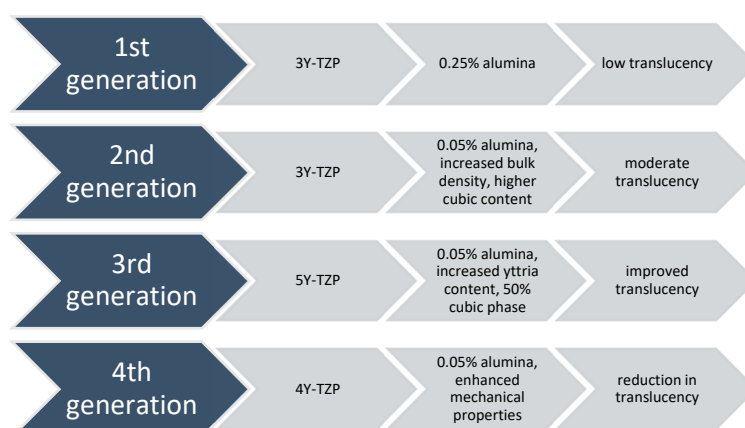 1st
generation
3Y-TZP
0.25% alumina
low translucency
2nd
generation
3Y-TZP
0.05% alumina,
increased bulk
density, higher
cubic content
moderate
translucency
3rd
generation
5Y-TZP
0.05% alumina,
increased yttria
content, 50%
cubic phase
improved
translucency
4th
generation
4Y-TZP
0.05% alumina,
enhanced
mechanical
properties
reduction in
translucency